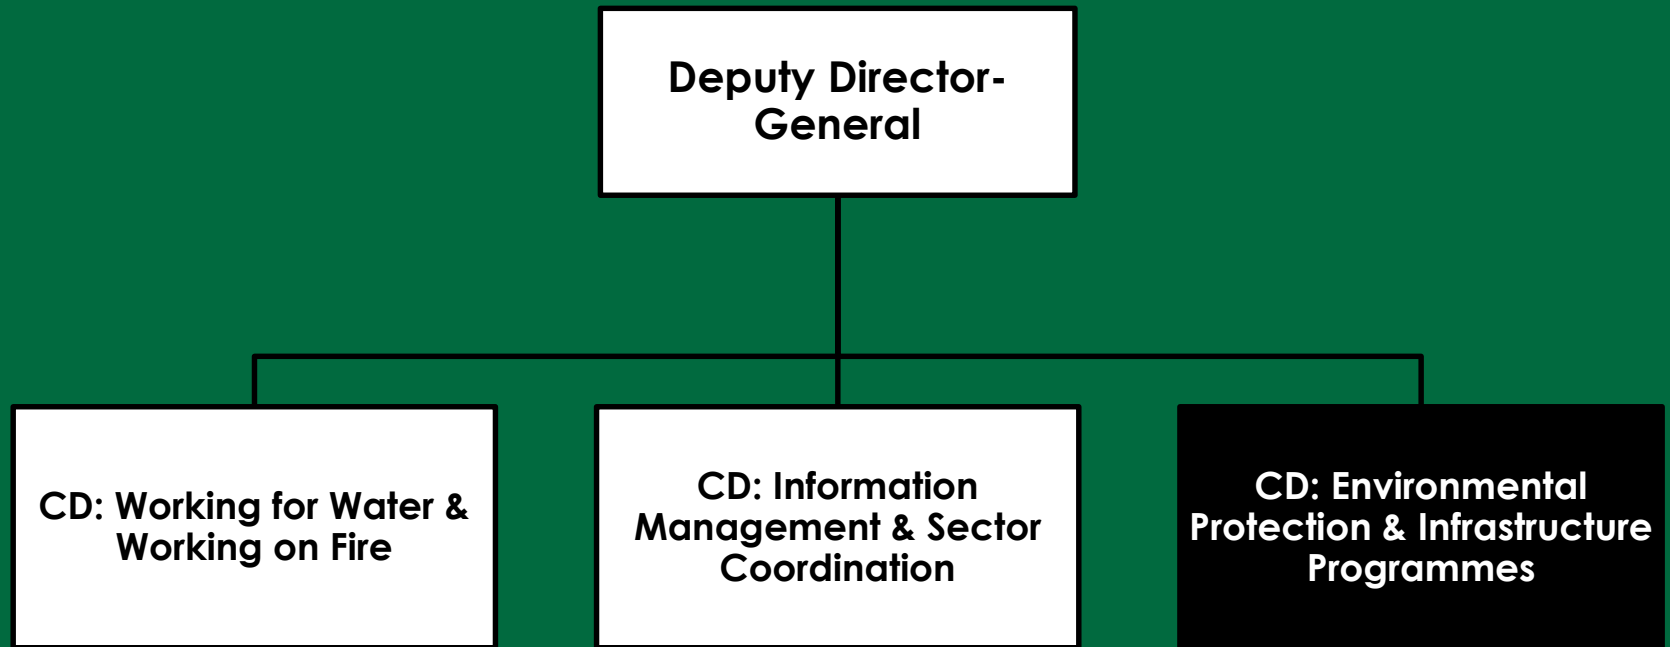 Deputy Director-
General
CD: Working for Water &
Working on Fire
CD: Information
Management & Sector
Coordination
CD: Environmental
Protection & Infrastructure
Programmes